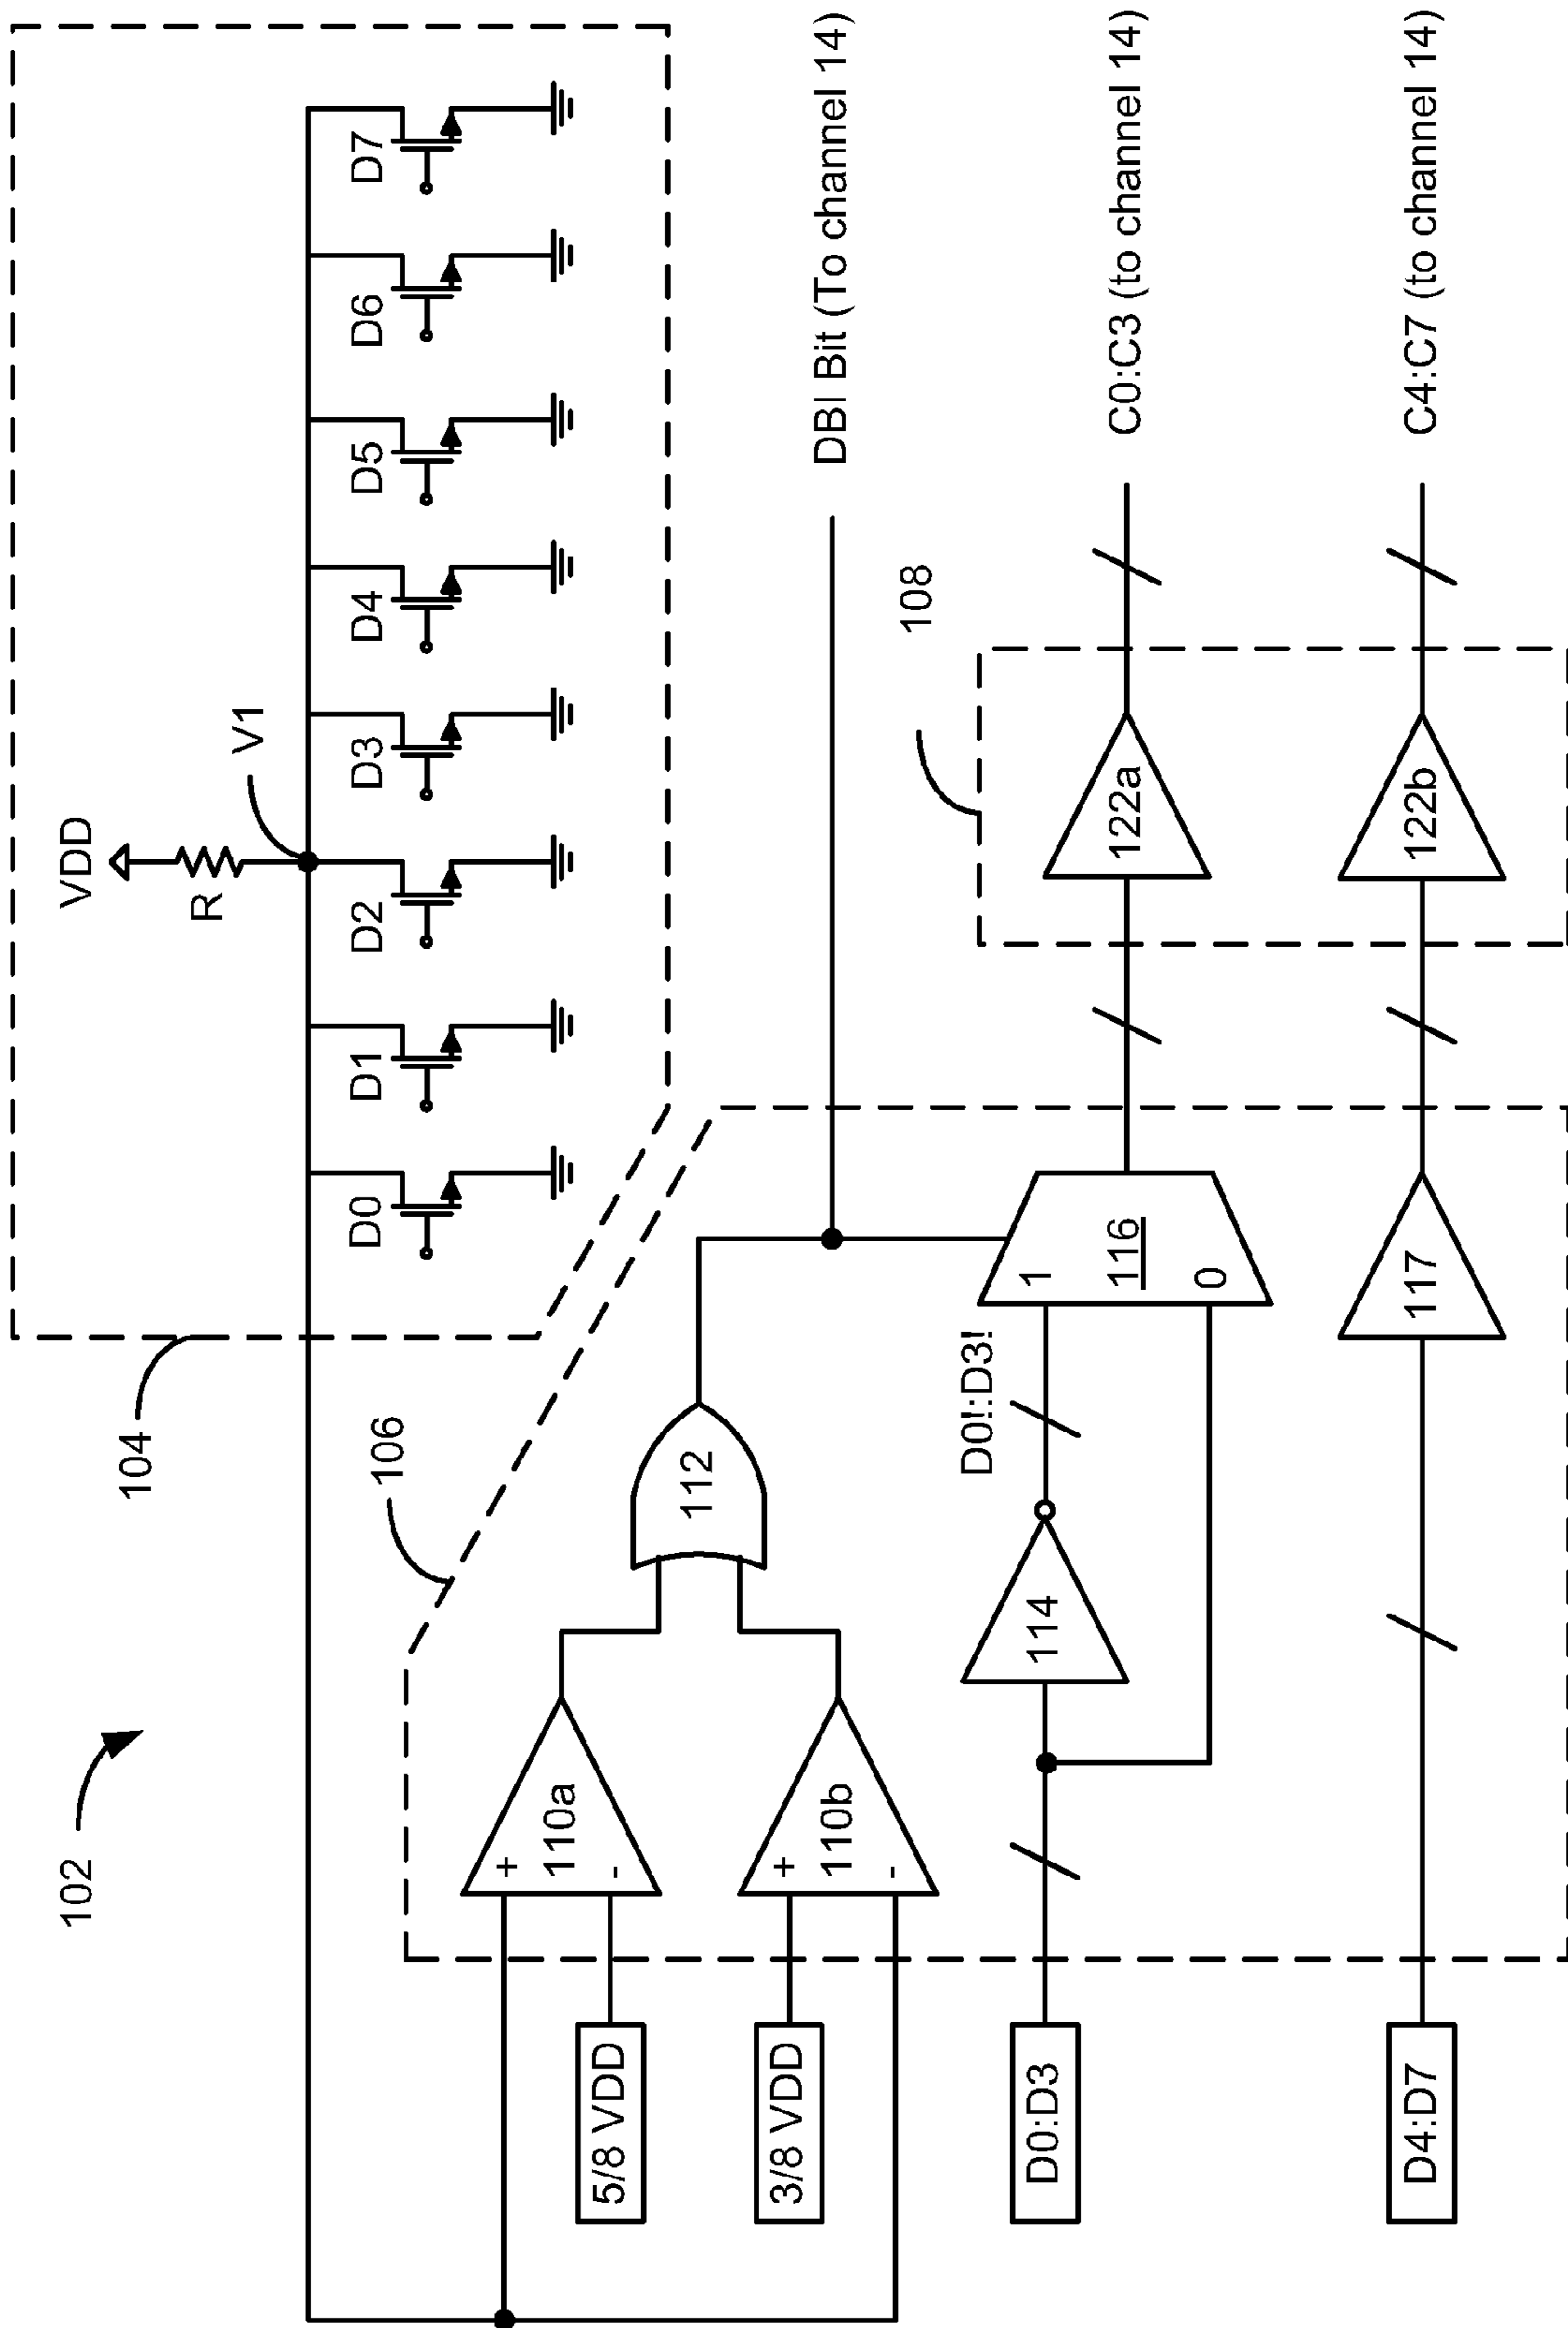 102
104
VDD
R
V1
D0
D1
D2
D3
D4
D5
D6
D7
106
5/8 VDD
+
110a
-
3/8 VDD
+
110b
-
112
DBI Bit (To channel 14)
108
D0:D3
114
D0!:D3!
1
116
0
122a
C0:C3 (to channel 14)
D4:D7
117
122b
C4:C7 (to channel 14)